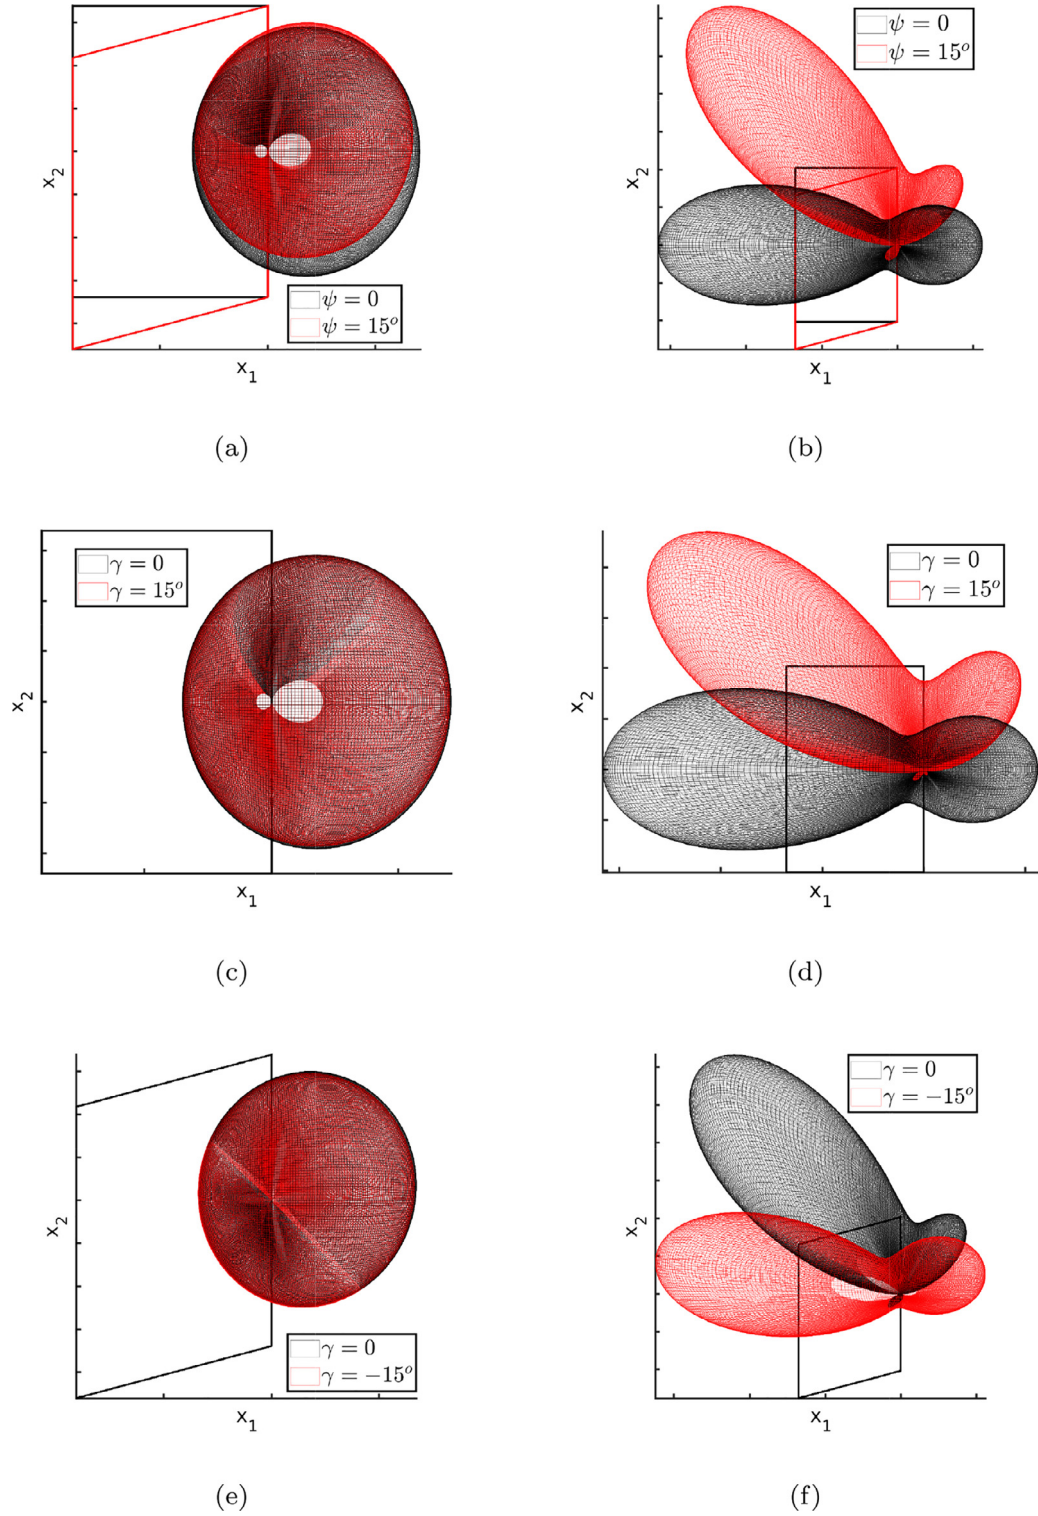 ψ = 0
ψ = 15°
x₂
x₁
(a)
ψ = 0
ψ = 15°
x₂
x₁
(b)
γ = 0
γ = 15°
x₂
x₁
(c)
γ = 0
γ = 15°
x₂
x₁
(d)
γ = 0
γ = −15°
x₂
x₁
(e)
γ = 0
γ = −15°
x₂
x₁
(f)